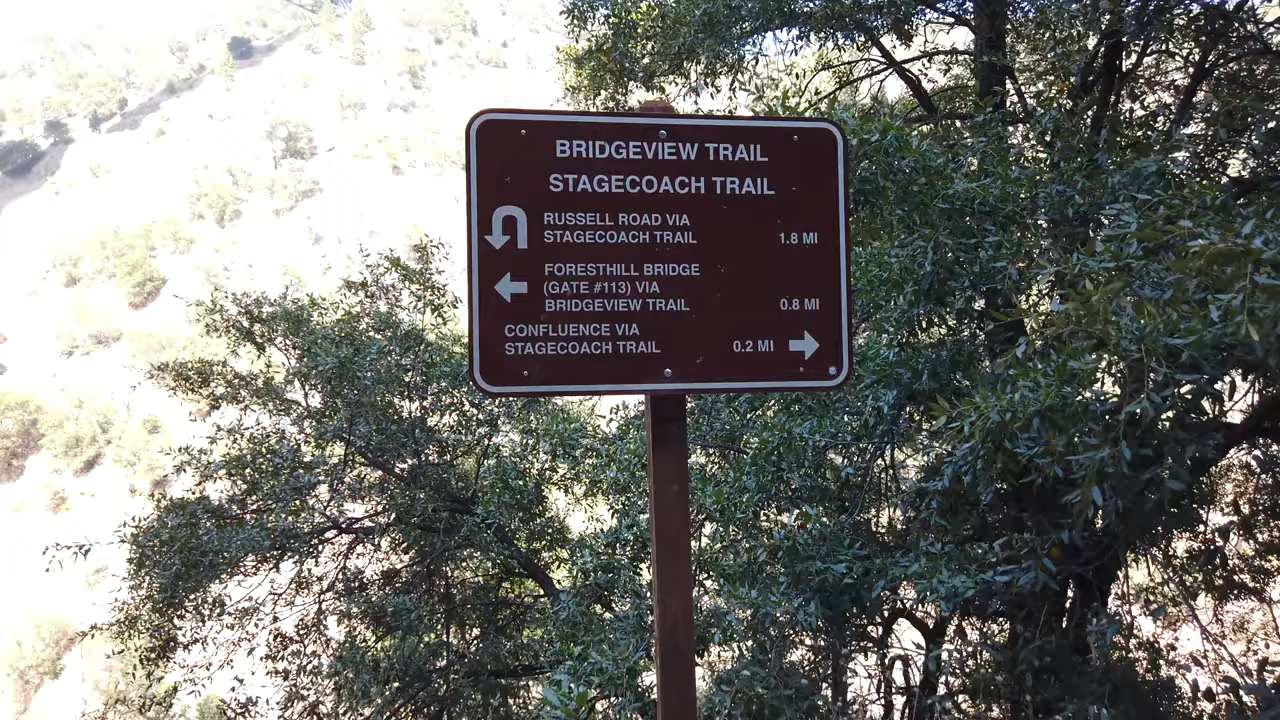 BRIDGEVIEW TRAIL
STAGECOACH TRAIL
RUSSELL ROAD VIA
STAGECOACH TRAIL 1.8 MI
FORESTHILL BRIDGE
(GATE #113) VIA
BRIDGEVIEW TRAIL 0.8 MI
CONFLUENCE VIA
STAGECOACH TRAIL 0.2 MI